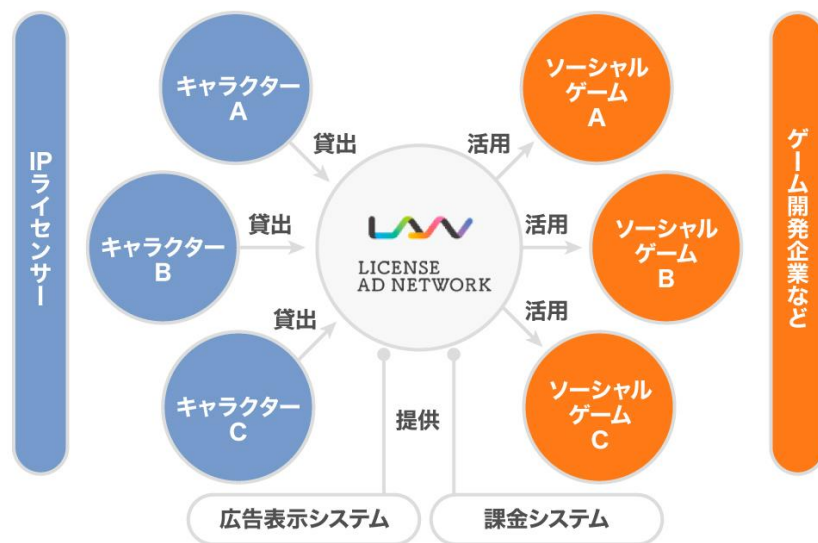 IPライセンサー
キャラクター
A
貸出
キャラクター
B
貸出
キャラクター
C
貸出
LAN
LICENSE
AD NETWORK
活用
ソーシャル
ゲーム
A
活用
ソーシャル
ゲーム
B
活用
ソーシャル
ゲーム
C
ゲーム開発企業など
提供
広告表示システム
課金システム